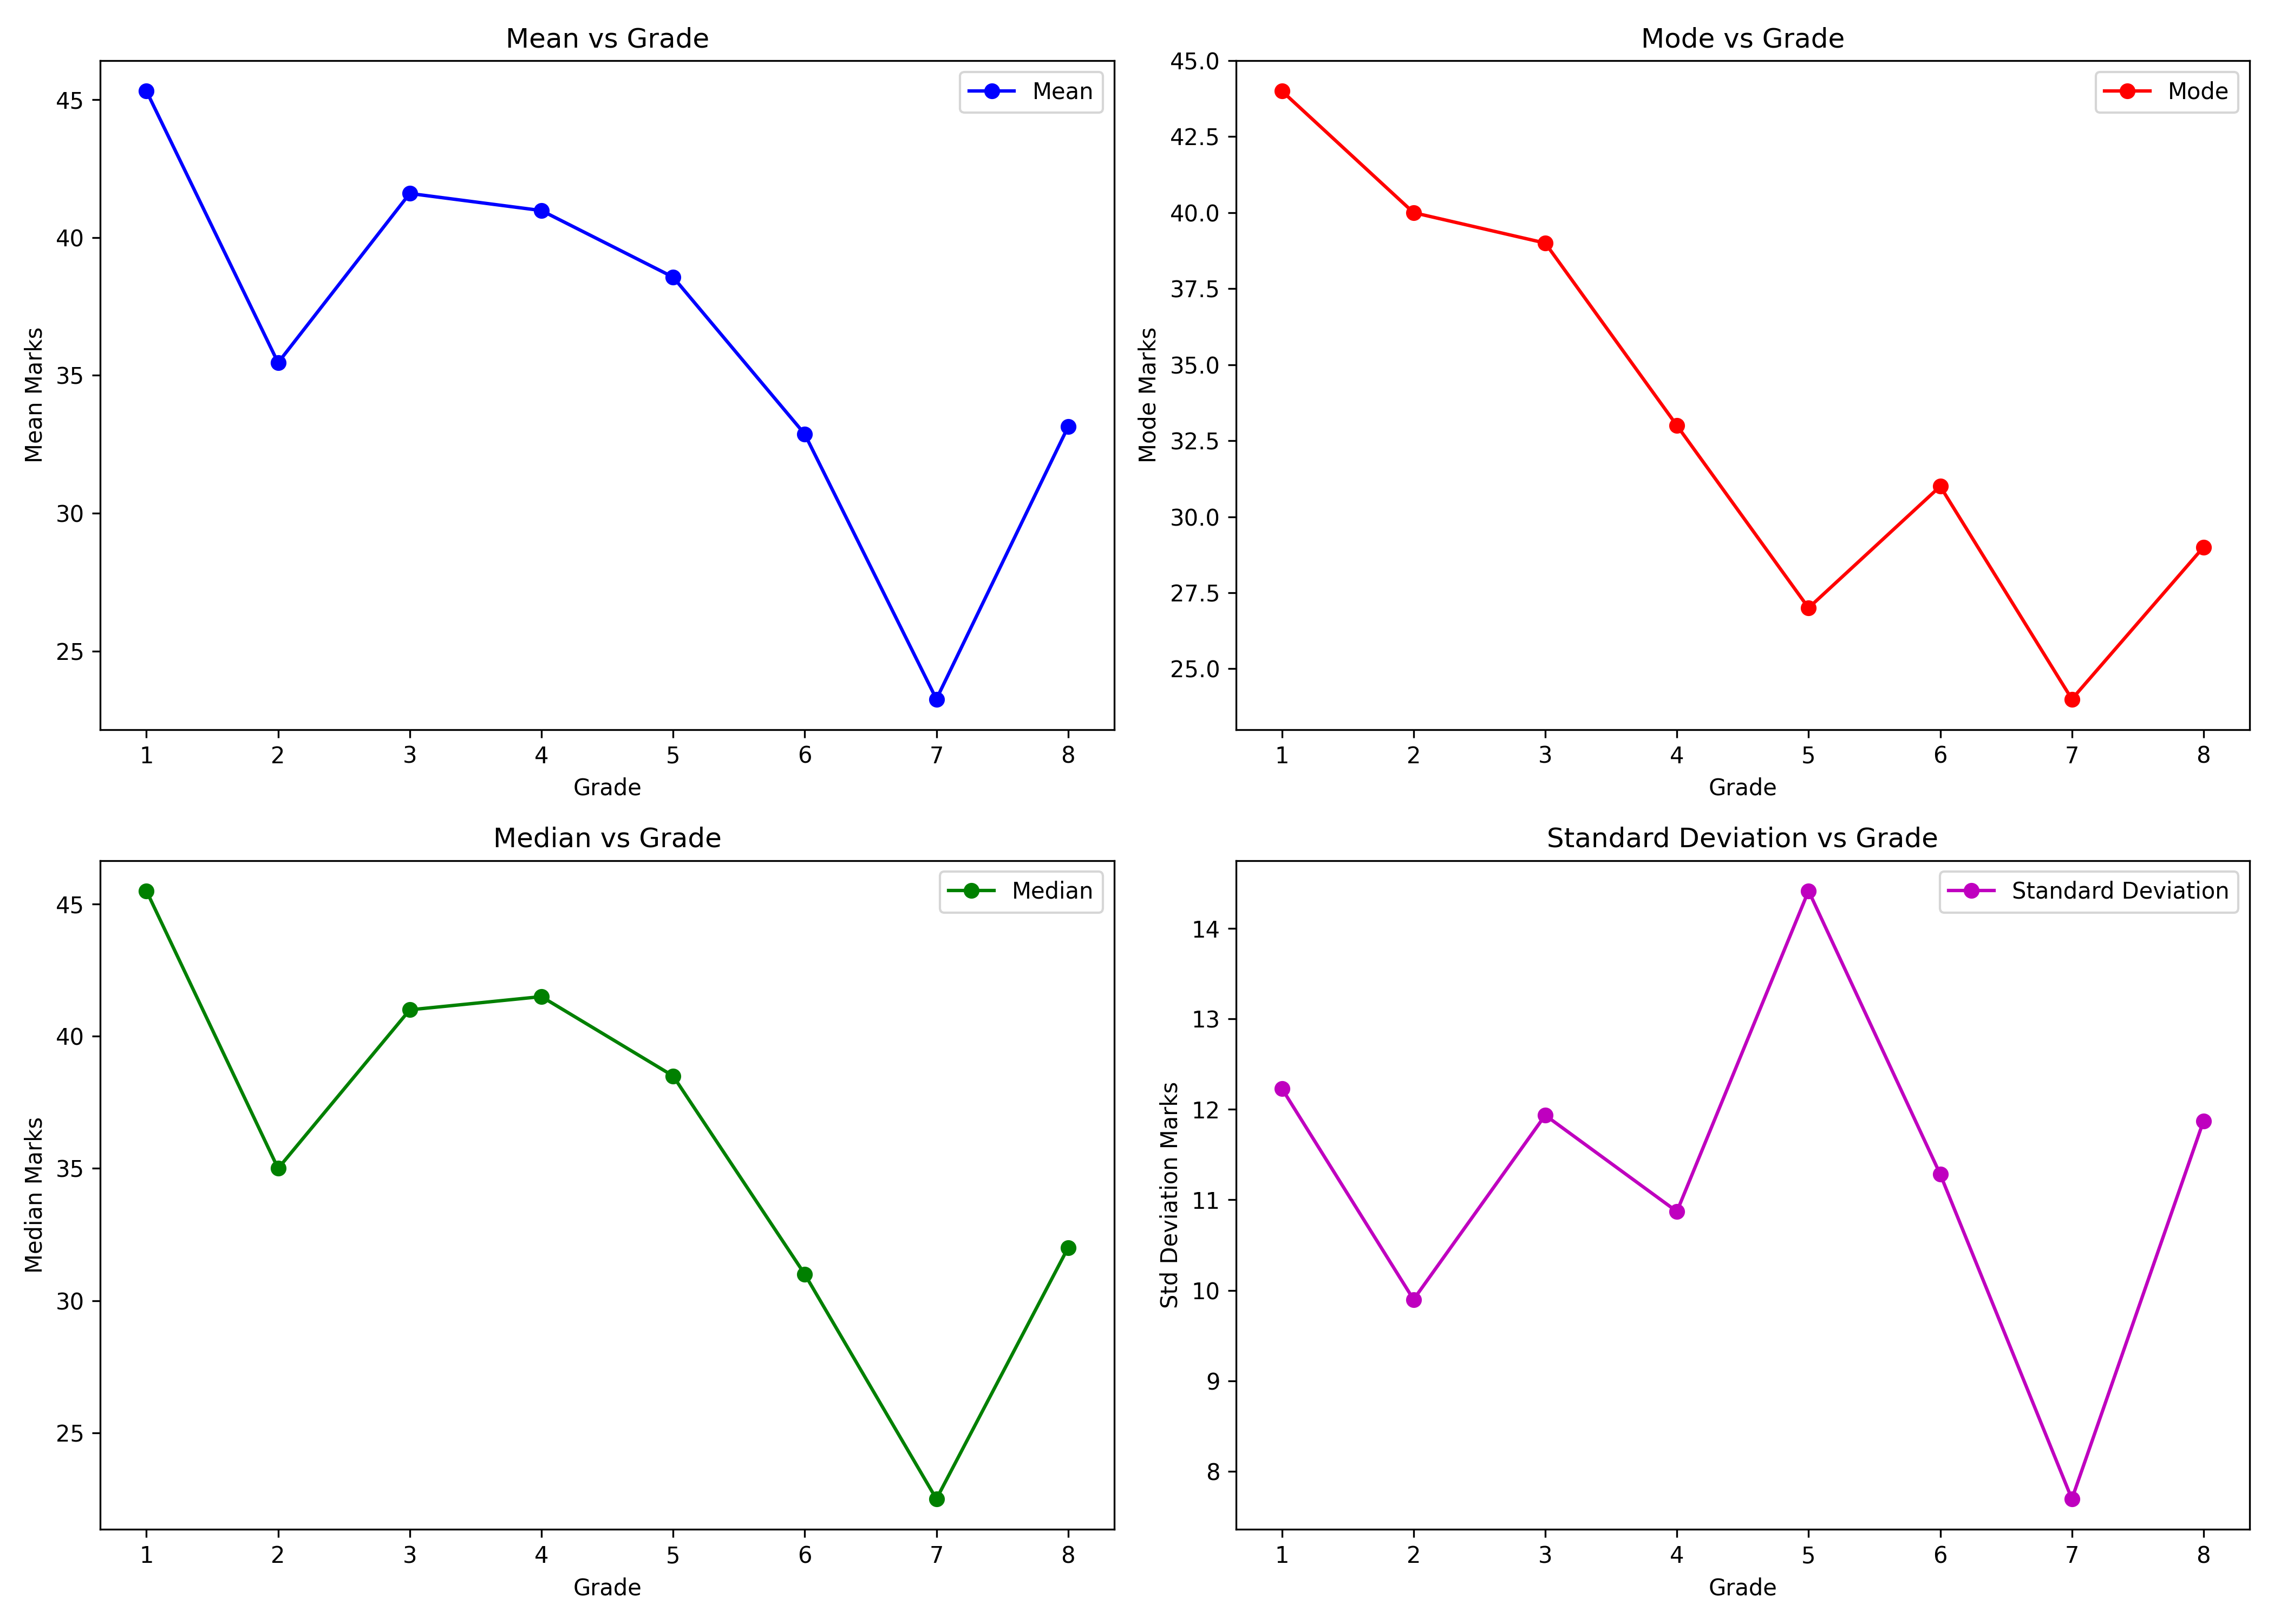 Mean vs Grade
Mean
45
40
35
30
25
Mean Marks
1 2 3 4 5 6 7 8
Grade
Mode vs Grade
Mode
45.0
42.5
40.0
37.5
35.0
32.5
30.0
27.5
25.0
Mode Marks
1 2 3 4 5 6 7 8
Grade
Median vs Grade
Median
45
40
35
30
25
Median Marks
1 2 3 4 5 6 7 8
Grade
Standard Deviation vs Grade
Standard Deviation
14
13
12
11
10
9
8
Std Deviation Marks
1 2 3 4 5 6 7 8
Grade